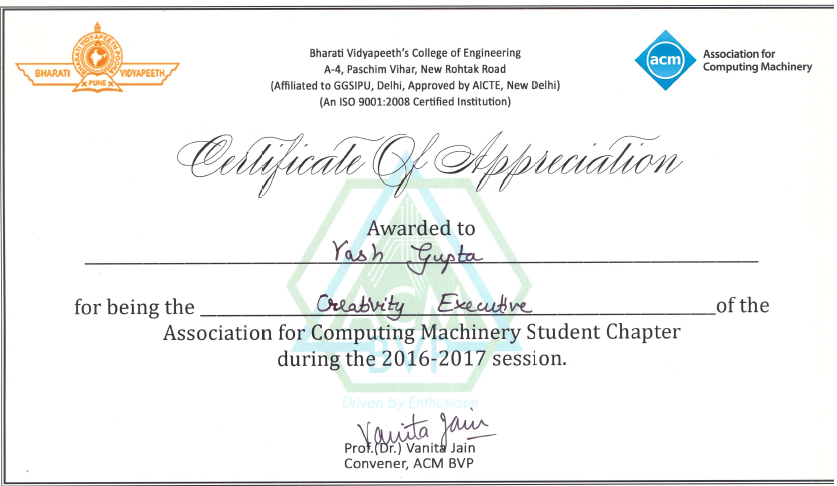 BHARATI VIDYAPEETH
BHARATI VIDYAPEETH POONA
PUNE
Bharati Vidyapeeth's College of Engineering
A-4, Paschim Vihar, New Rohtak Road
(Affiliated to GGSIPU, Delhi, Approved by AICTE, New Delhi)
(An ISO 9001:2008 Certified Institution)
acm
Association for
Computing Machinery
Certificate Of Appreciation
Awarded to
Yash Gupta
for being the Creativity Executive of the
Association for Computing Machinery Student Chapter
during the 2016-2017 session.
ACM
BVP
Driven by Enthusiasm
Vanita Jain
Prof.(Dr.) Vanita Jain
Convener, ACM BVP